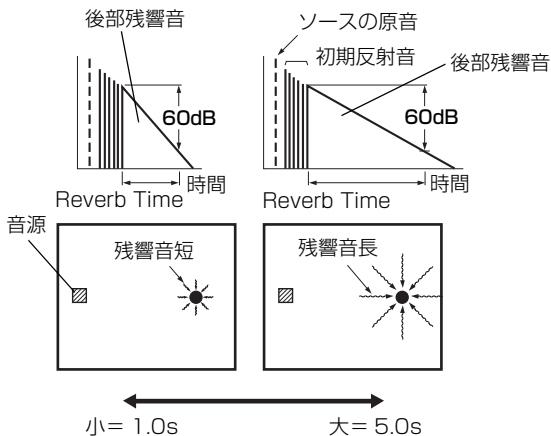 後部残響音
ソースの原音
初期反射音
後部残響音
60dB
60dB
時間
時間
Reverb Time
Reverb Time
音源
残響音短
残響音長
小= 1.0s
大= 5.0s